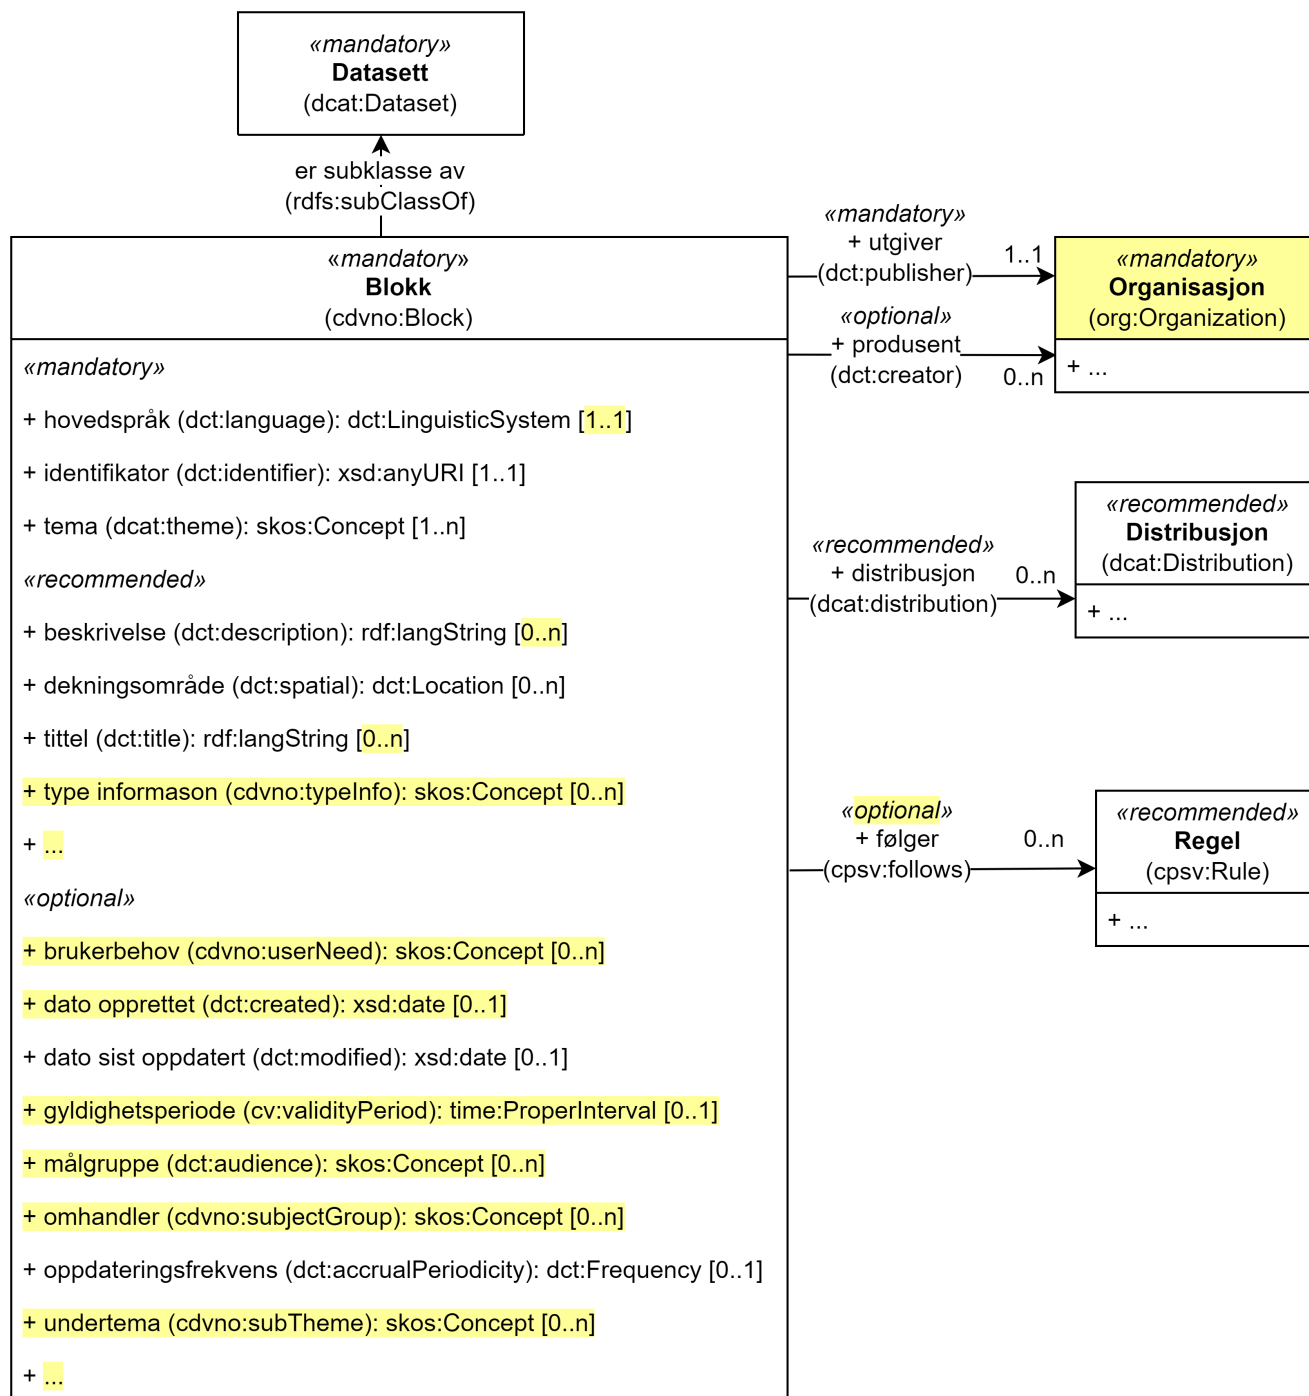 «mandatory»
Datasett
(dcat:Dataset)
er subklasse av
(rdfs:subClassOf)
«mandatory»
Blokk
(cdvno:Block)
«mandatory»
+ hovedspråk (dct:language): dct:LinguisticSystem [1..1]
+ identifikator (dct:identifier): xsd:anyURI [1..1]
+ tema (dcat:theme): skos:Concept [1..n]
«recommended»
+ beskrivelse (dct:description): rdf:langString [0..n]
+ dekningsområde (dct:spatial): dct:Location [0..n]
+ tittel (dct:title): rdf:langString [0..n]
+ type informason (cdvno:typeInfo): skos:Concept [0..n]
+ ...
«optional»
+ brukerbehov (cdvno:userNeed): skos:Concept [0..n]
+ dato opprettet (dct:created): xsd:date [0..1]
+ dato sist oppdatert (dct:modified): xsd:date [0..1]
+ gyldighetsperiode (cv:validityPeriod): time:ProperInterval [0..1]
+ målgruppe (dct:audience): skos:Concept [0..n]
+ omhandler (cdvno:subjectGroup): skos:Concept [0..n]
+ oppdateringsfrekvens (dct:accrualPeriodicity): dct:Frequency [0..1]
+ undertema (cdvno:subTheme): skos:Concept [0..n]
+ ...
«mandatory»
+ utgiver
(dct:publisher)
1..1
«optional»
+ produsent
(dct:creator)
0..n
«mandatory»
Organisasjon
(org:Organization)
+ ...
«recommended»
+ distribusjon
(dcat:distribution)
0..n
«recommended»
Distribusjon
(dcat:Distribution)
+ ...
«optional»
+ følger
(cpsv:follows)
0..n
«recommended»
Regel
(cpsv:Rule)
+ ...